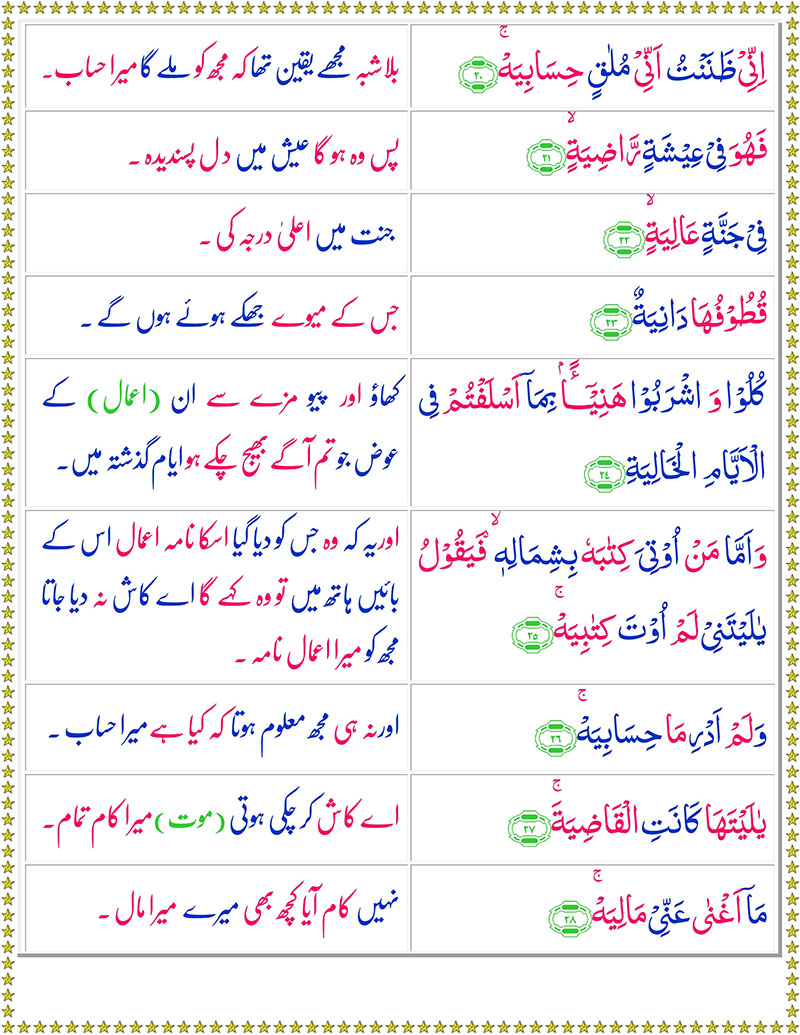 اِنِّیْ ظَنَنْتُ اَنِّیْ مُلٰقٍ حِسَابِیَهْۚ ﴿۲۰﴾
بلا شبہ مجھے یقین تھا کہ مجھ کو ملے گا میرا حساب۔
فَهُوَ فِیْ عِیْشَةٍ رَّاضِیَةٍۙ ﴿۲۱﴾
پس وہ ہو گا عیش میں دل پسندیدہ ۔
فِیْ جَنَّةٍ عَالِیَةٍۙ ﴿۲۲﴾
جنت میں اعلیٰ درجہ کی ۔
قُطُوْفُهَا دَانِیَةٌ ﴿۲۳﴾
جس کے میوے جھکے ہوئے ہوں گے ۔
كُلُوْا وَ اشْرَبُوْا هَنِیْٓـًٔۢا بِمَاۤ اَسْلَفْتُمْ فِی
الْاَیَّامِ الْخَالِیَةِ ﴿۲۴﴾
کھاؤ اور پیو مزے سے ان (اعمال) کے
عوض جو تم آگے بھیج چکے ہو ایام گذشتہ میں۔
وَ اَمَّا مَنْ اُوْتِیَ كِتٰبَهٗ بِشِمَالِهٖ ۙ۬ فَیَقُوْلُ
یٰلَیْتَنِیْ لَمْ اُوْتَ كِتٰبِیَهْۚ ﴿۲۵﴾
اور یہ کہ وہ جس کو دیا گیا اسکا نامہ اعمال اس کے
بائیں ہاتھ میں تو وہ کہے گا اے کاش نہ دیا جاتا
مجھ کو میرا اعمال نامہ ۔
وَ لَمْ اَدْرِ مَا حِسَابِیَهْۚ ﴿۲۶﴾
اور نہ ہی مجھ معلوم ہوتا کہ کیا ہے میرا حساب ۔
یٰلَیْتَهَا كَانَتِ الْقَاضِیَةَۚ ﴿۲۷﴾
اے کاش کر چکی ہوتی (موت) میرا کام تمام۔
مَاۤ اَغْنٰی عَنِّیْ مَالِیَهْۚ ﴿۲۸﴾
نہیں کام آیا کچھ بھی میرے میرا مال ۔